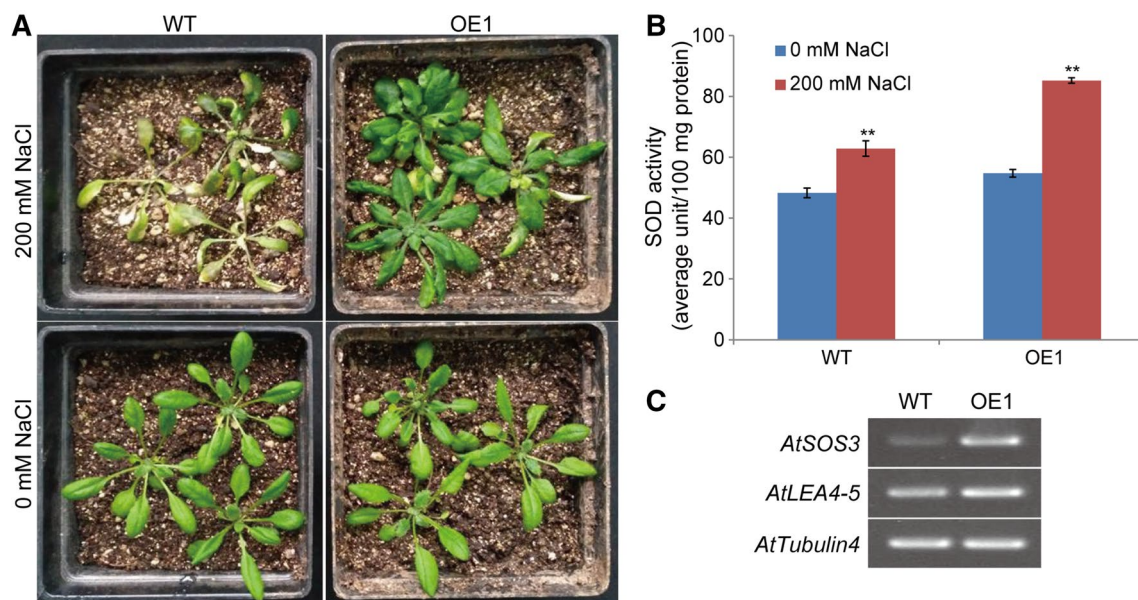 A
WT
OE1
200 mM NaCl
0 mM NaCl
B
SOD activity
(average unit/100 mg protein)
100
80
60
40
20
0
0 mM NaCl
200 mM NaCl
**
**
WT
OE1
C
WT
OE1
AtSOS3
AtLEA4-5
AtTubulin4